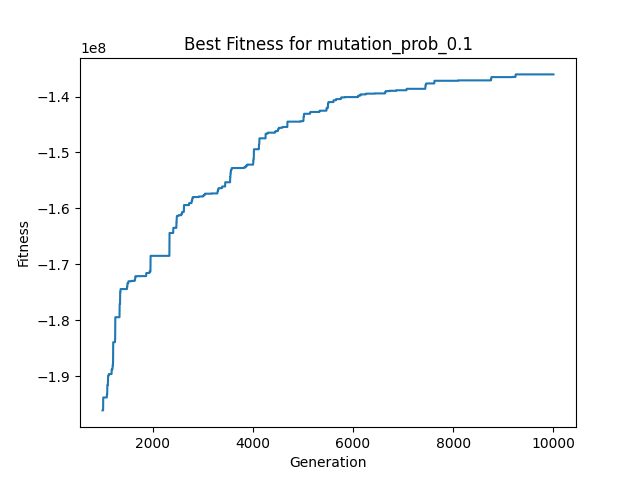 Best Fitness for mutation_prob_0.1
1e8
−1.4
−1.5
−1.6
−1.7
−1.8
−1.9
Fitness
2000 4000 6000 8000 10000
Generation